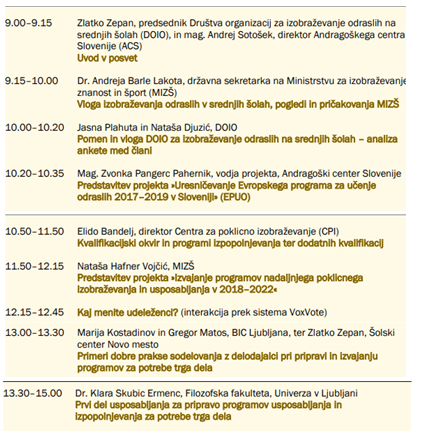 9.00–9.15 Zlatko Zepan, predsednik Društva organizacij za izobraževanje odraslih na
srednjih šolah (DOIO), in mag. Andrej Sotošek, direktor Andragoškega centra
Slovenije (ACS)
Uvod v posvet
9.15–10.00 Dr. Andreja Barle Lakota, državna sekretarka na Ministrstvu za izobraževanje
znanost in šport (MIZŠ)
Vloga izobraževanja odraslih v srednjih šolah, pogledi in pričakovanja MIZŠ
10.00–10.20 Jasna Plahuta in Nataša Djuzić, DOIO
Pomen in vloga DOIO za izobraževanje odraslih na srednjih šolah – analiza
ankete med člani
10.20–10.35 Mag. Zvonka Pangerc Pahernik, vodja projekta, Andragoški center Slovenije
Predstavitev projekta »Uresničevanje Evropskega programa za učenje
odraslih 2017–2019 v Sloveniji« (EPUO)
10.50–11.50 Elido Bandelj, direktor Centra za poklicno izobraževanje (CPI)
Kvalifikacijski okvir in programi izpopolnjevanja ter dodatnih kvalifikacij
11.50–12.15 Nataša Hafner Vojčić, MIZŠ
Predstavitev projekta »Izvajanje programov nadaljnjega poklicnega
izobraževanja in usposabljanja v 2018–2022«
12.15–12.45 Kaj menite udeleženci? (interakcija prek sistema VoxVote)
13.00–13.30 Marija Kostadinov in Gregor Matos, BIC Ljubljana, ter Zlatko Zepan, Šolski
center Novo mesto
Primeri dobre prakse sodelovanja z delodajalci pri pripravi in izvajanju
programov za potrebe trga dela
13.30–15.00 Dr. Klara Skubic Ermenc, Filozofska fakulteta, Univerza v Ljubljani
Prvi del usposabljanja za pripravo programov usposabljanja in
izpopolnjevanja za potrebe trga dela